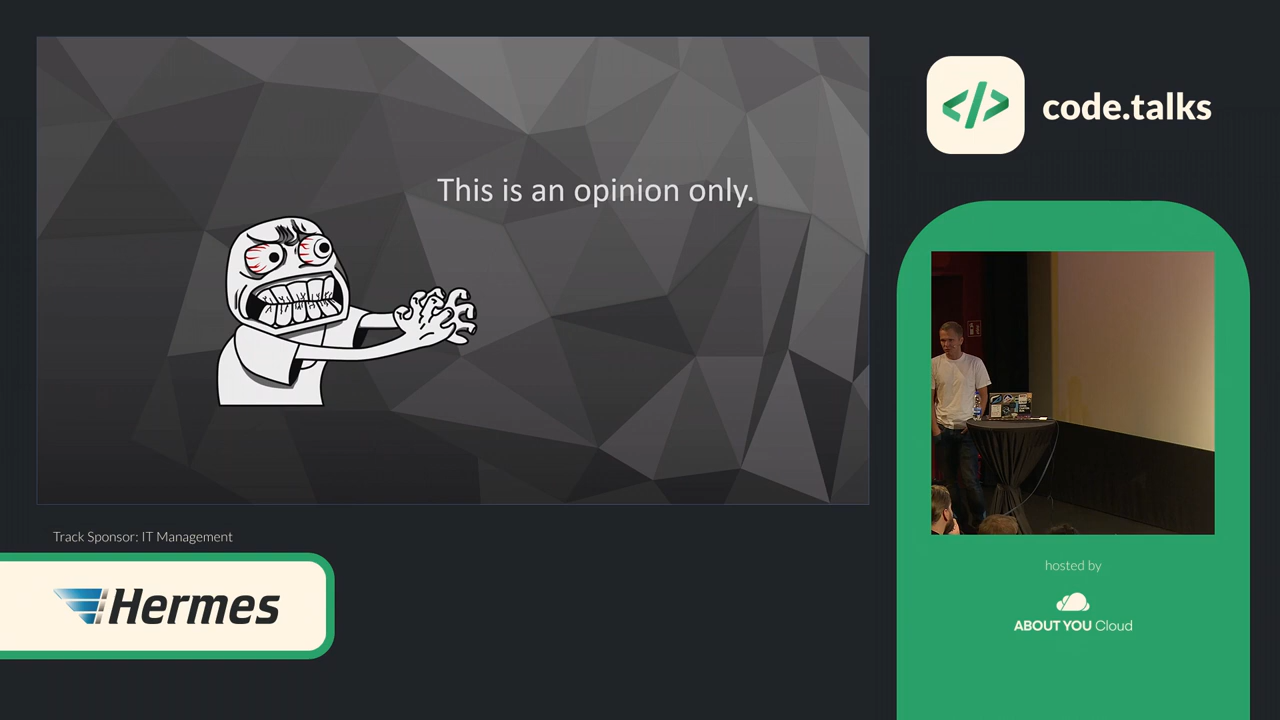 This is an opinion only.
code.talks
Track Sponsor: IT Management
Hermes
hosted by
ABOUT YOU Cloud